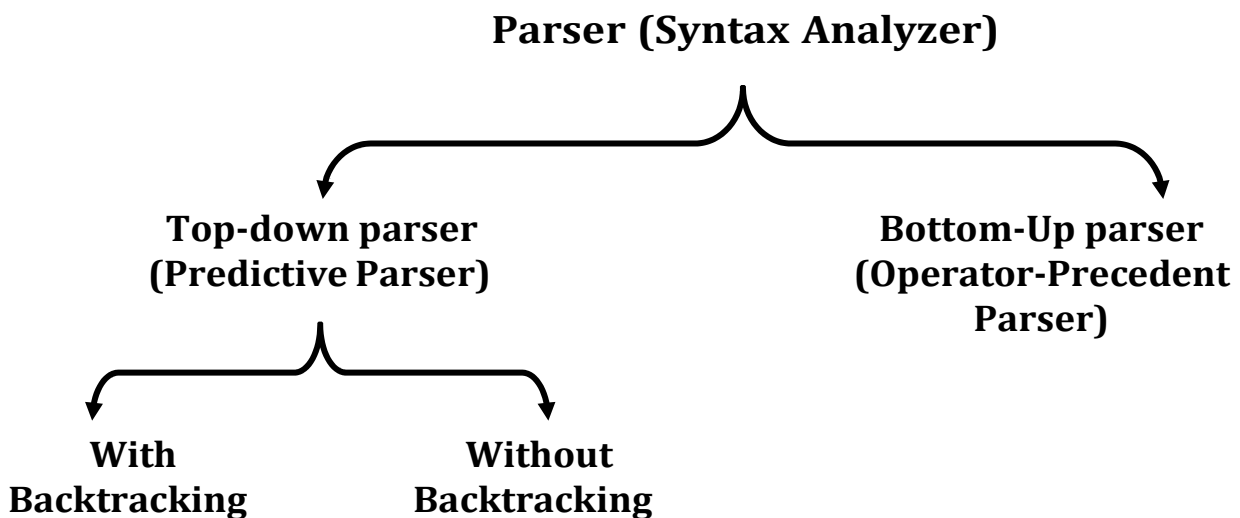 Parser (Syntax Analyzer)
Top-down parser
(Predictive Parser)
Bottom-Up parser
(Operator-Precedent
Parser)
With
Backtracking
Without
Backtracking